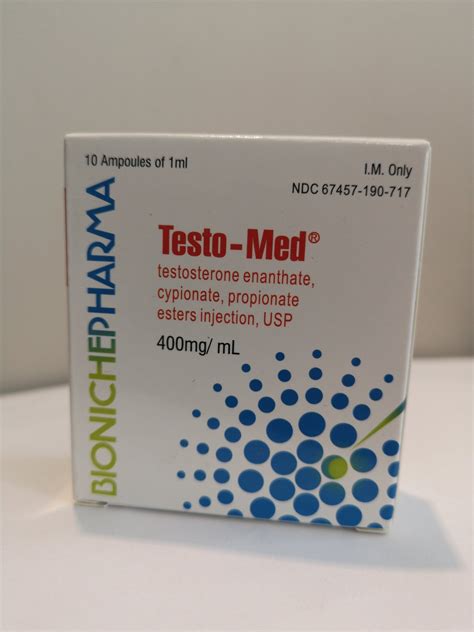 10 Ampoules of 1ml
I.M. Only
NDC 67457-190-717
BIONICHEPHARMA
Testo-Med®
testosterone enanthate,
cypionate, propionate
esters injection, USP
400mg/ mL